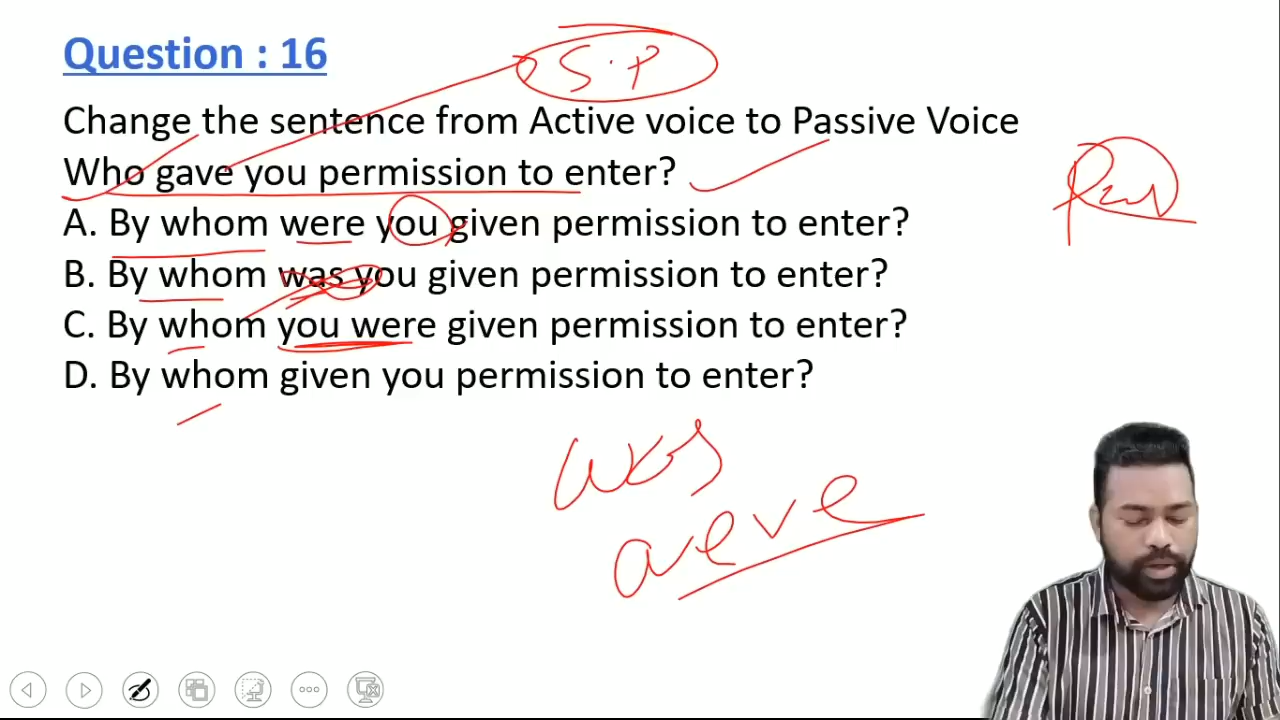 Question : 16
S.P
Change the sentence from Active voice to Passive Voice
Who gave you permission to enter?
A. By whom were you given permission to enter?
B. By whom was you given permission to enter?
C. By whom you were given permission to enter?
D. By whom given you permission to enter?
was